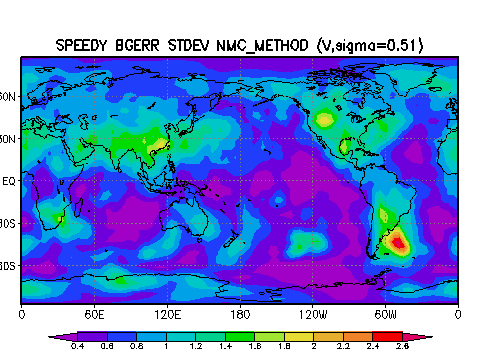 SPEEDY BGERR STDEV NMC_METHOD (V,sigma=0.51)
60N
30N
EQ
30S
60S
0 60E 120E 180 120W 60W 0
0.4 0.6 0.8 1 1.2 1.4 1.6 1.8 2 2.2 2.4 2.6